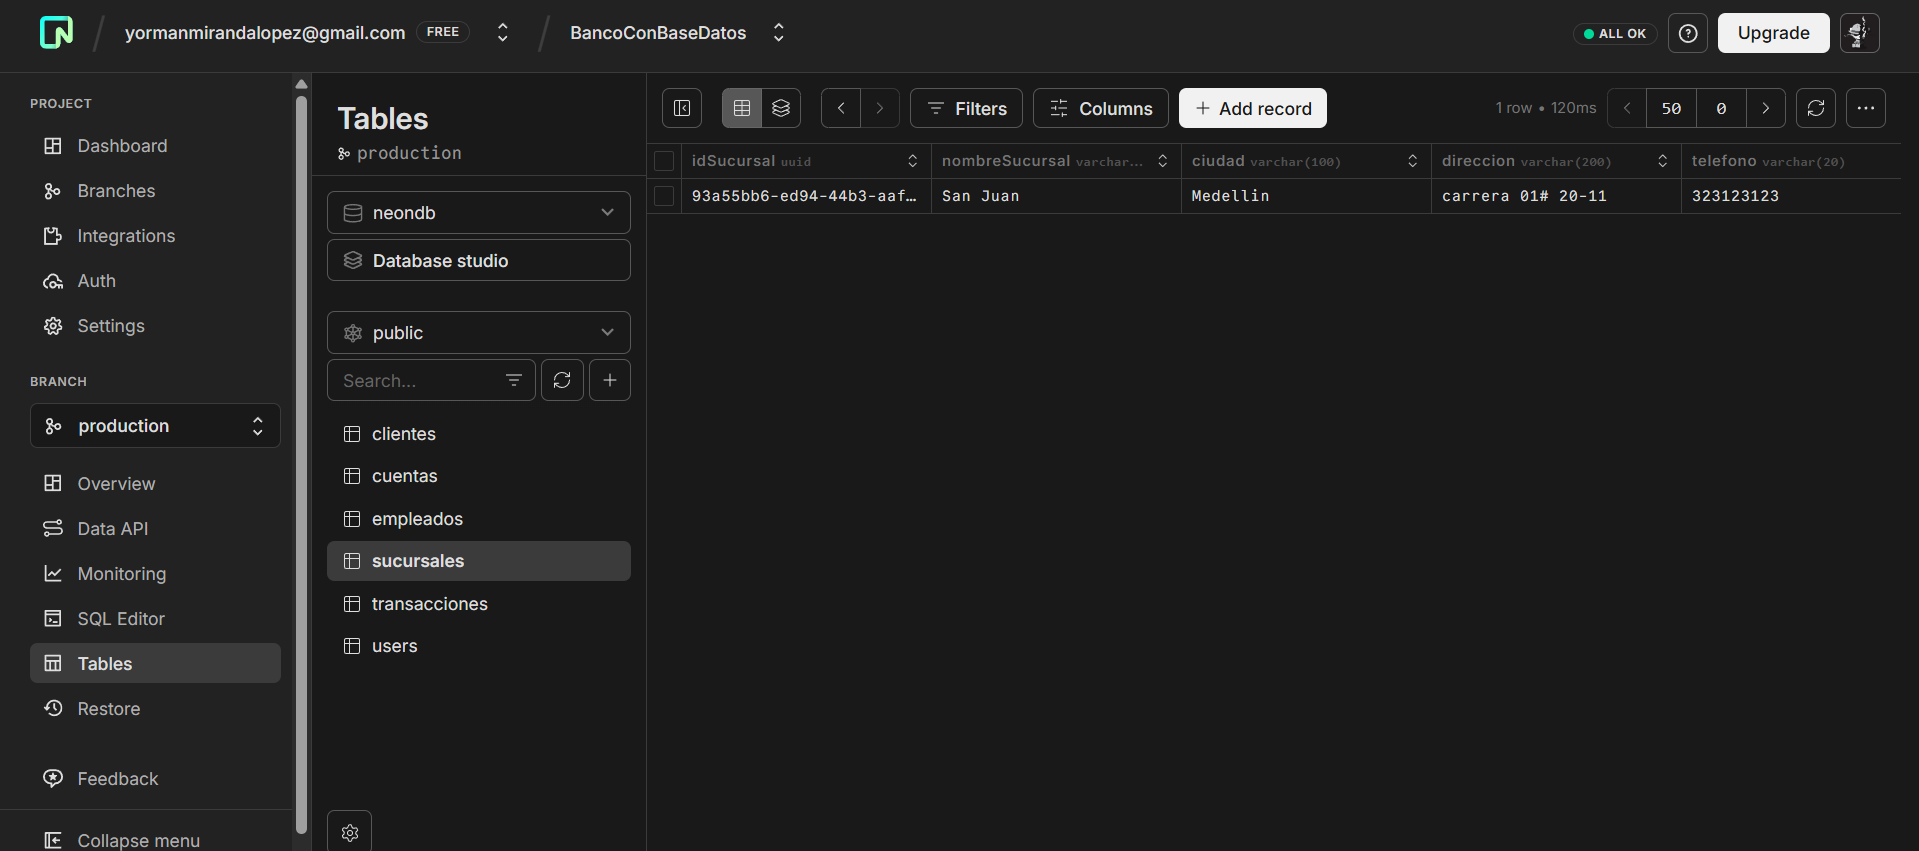 yormanmirandalopez@gmail.com FREE BancoConBaseDatos ALL OK Upgrade
PROJECT
Dashboard
Branches
Integrations
Auth
Settings
BRANCH
production
Overview
Data API
Monitoring
SQL Editor
Tables
Restore
Feedback
Collapse menu
Tables
production
neondb
Database studio
public
Search...
clientes
cuentas
empleados
sucursales
transacciones
users
Filters Columns Add record 1 row • 120ms 50 0
idSucursal uuid nombreSucursal varchar... ciudad varchar(100) direccion varchar(200) telefono varchar(20)
93a55bb6-ed94-44b3-aaf... San Juan Medellin carrera 01# 20-11 323123123